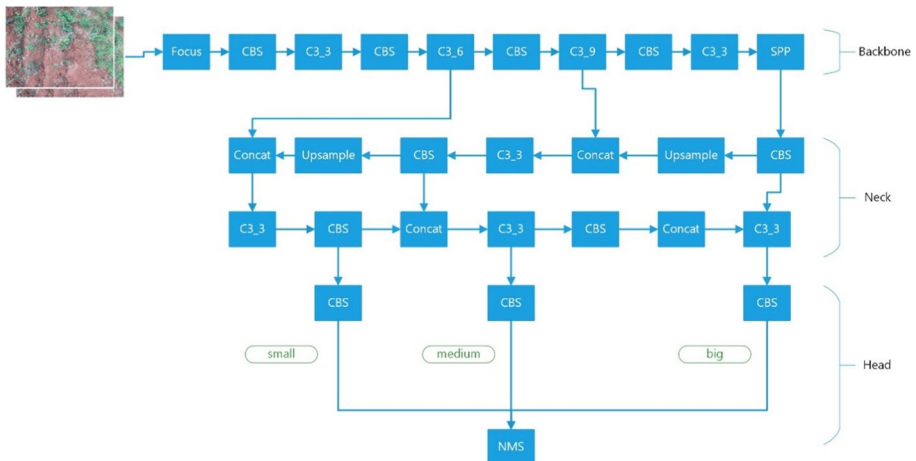 Focus CBS C3_3 CBS C3_6 CBS C3_9 CBS C3_3 SPP Backbone
Concat Upsample CBS C3_3 Concat Upsample CBS
Neck
C3_3 CBS Concat C3_3 CBS Concat C3_3
CBS CBS CBS
small medium big
Head
NMS